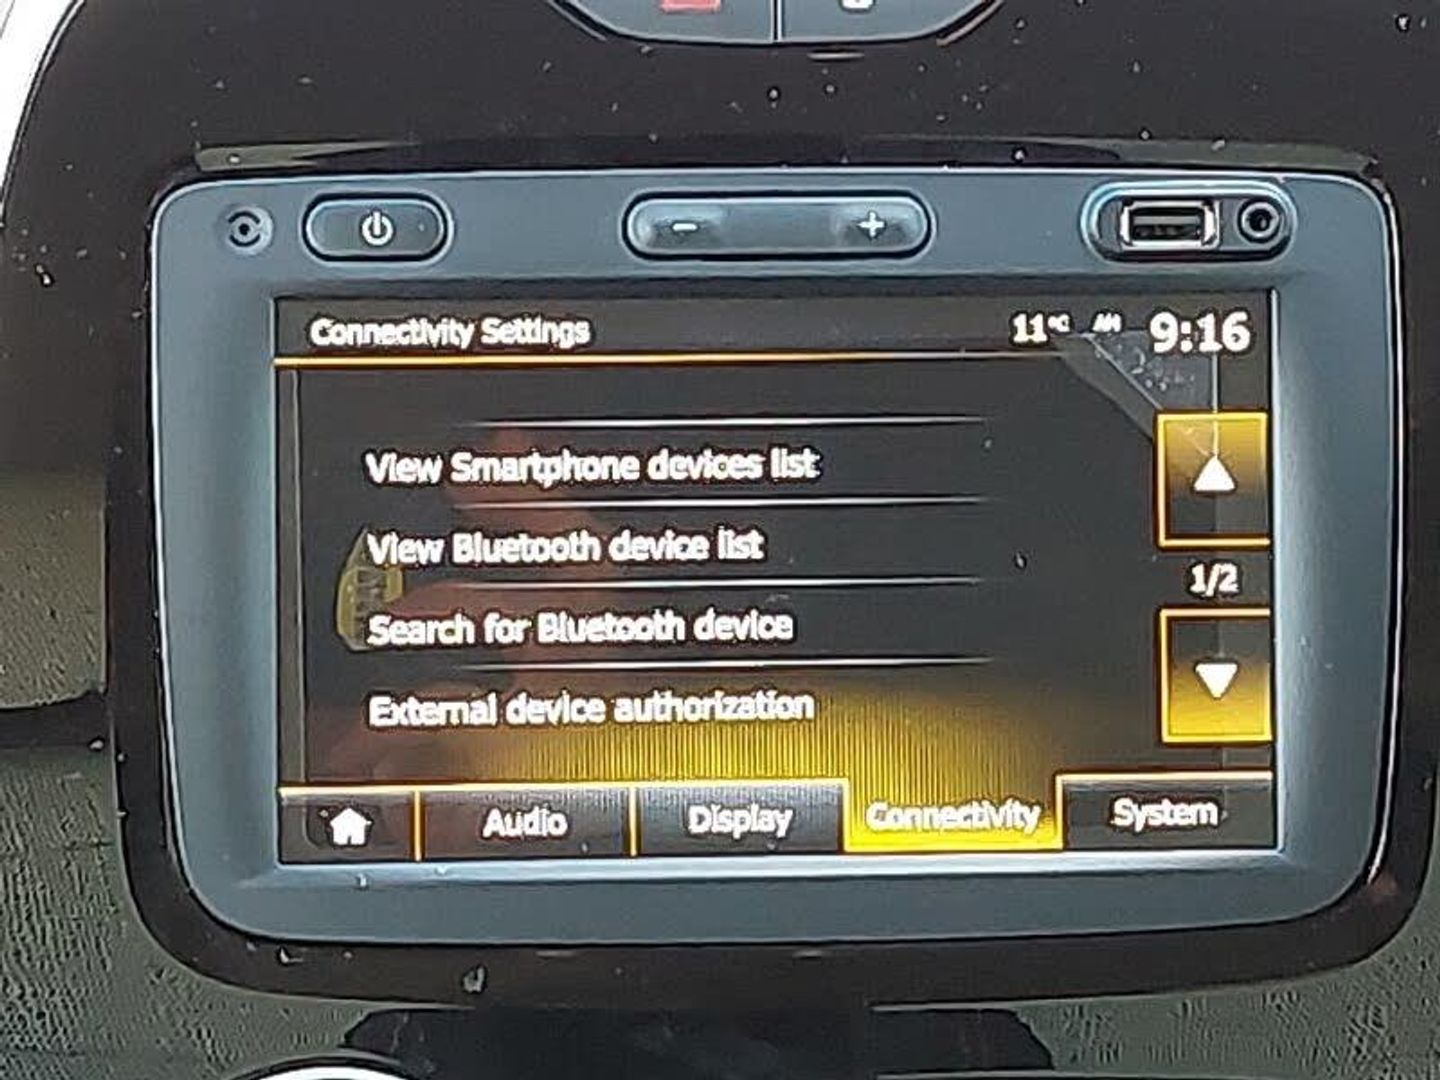 Connectivity Settings
11°C AM 9:16
View Smartphone devices list
View Bluetooth device list
1/2
Search for Bluetooth device
External device authorization
Audio
Display
Connectivity
System